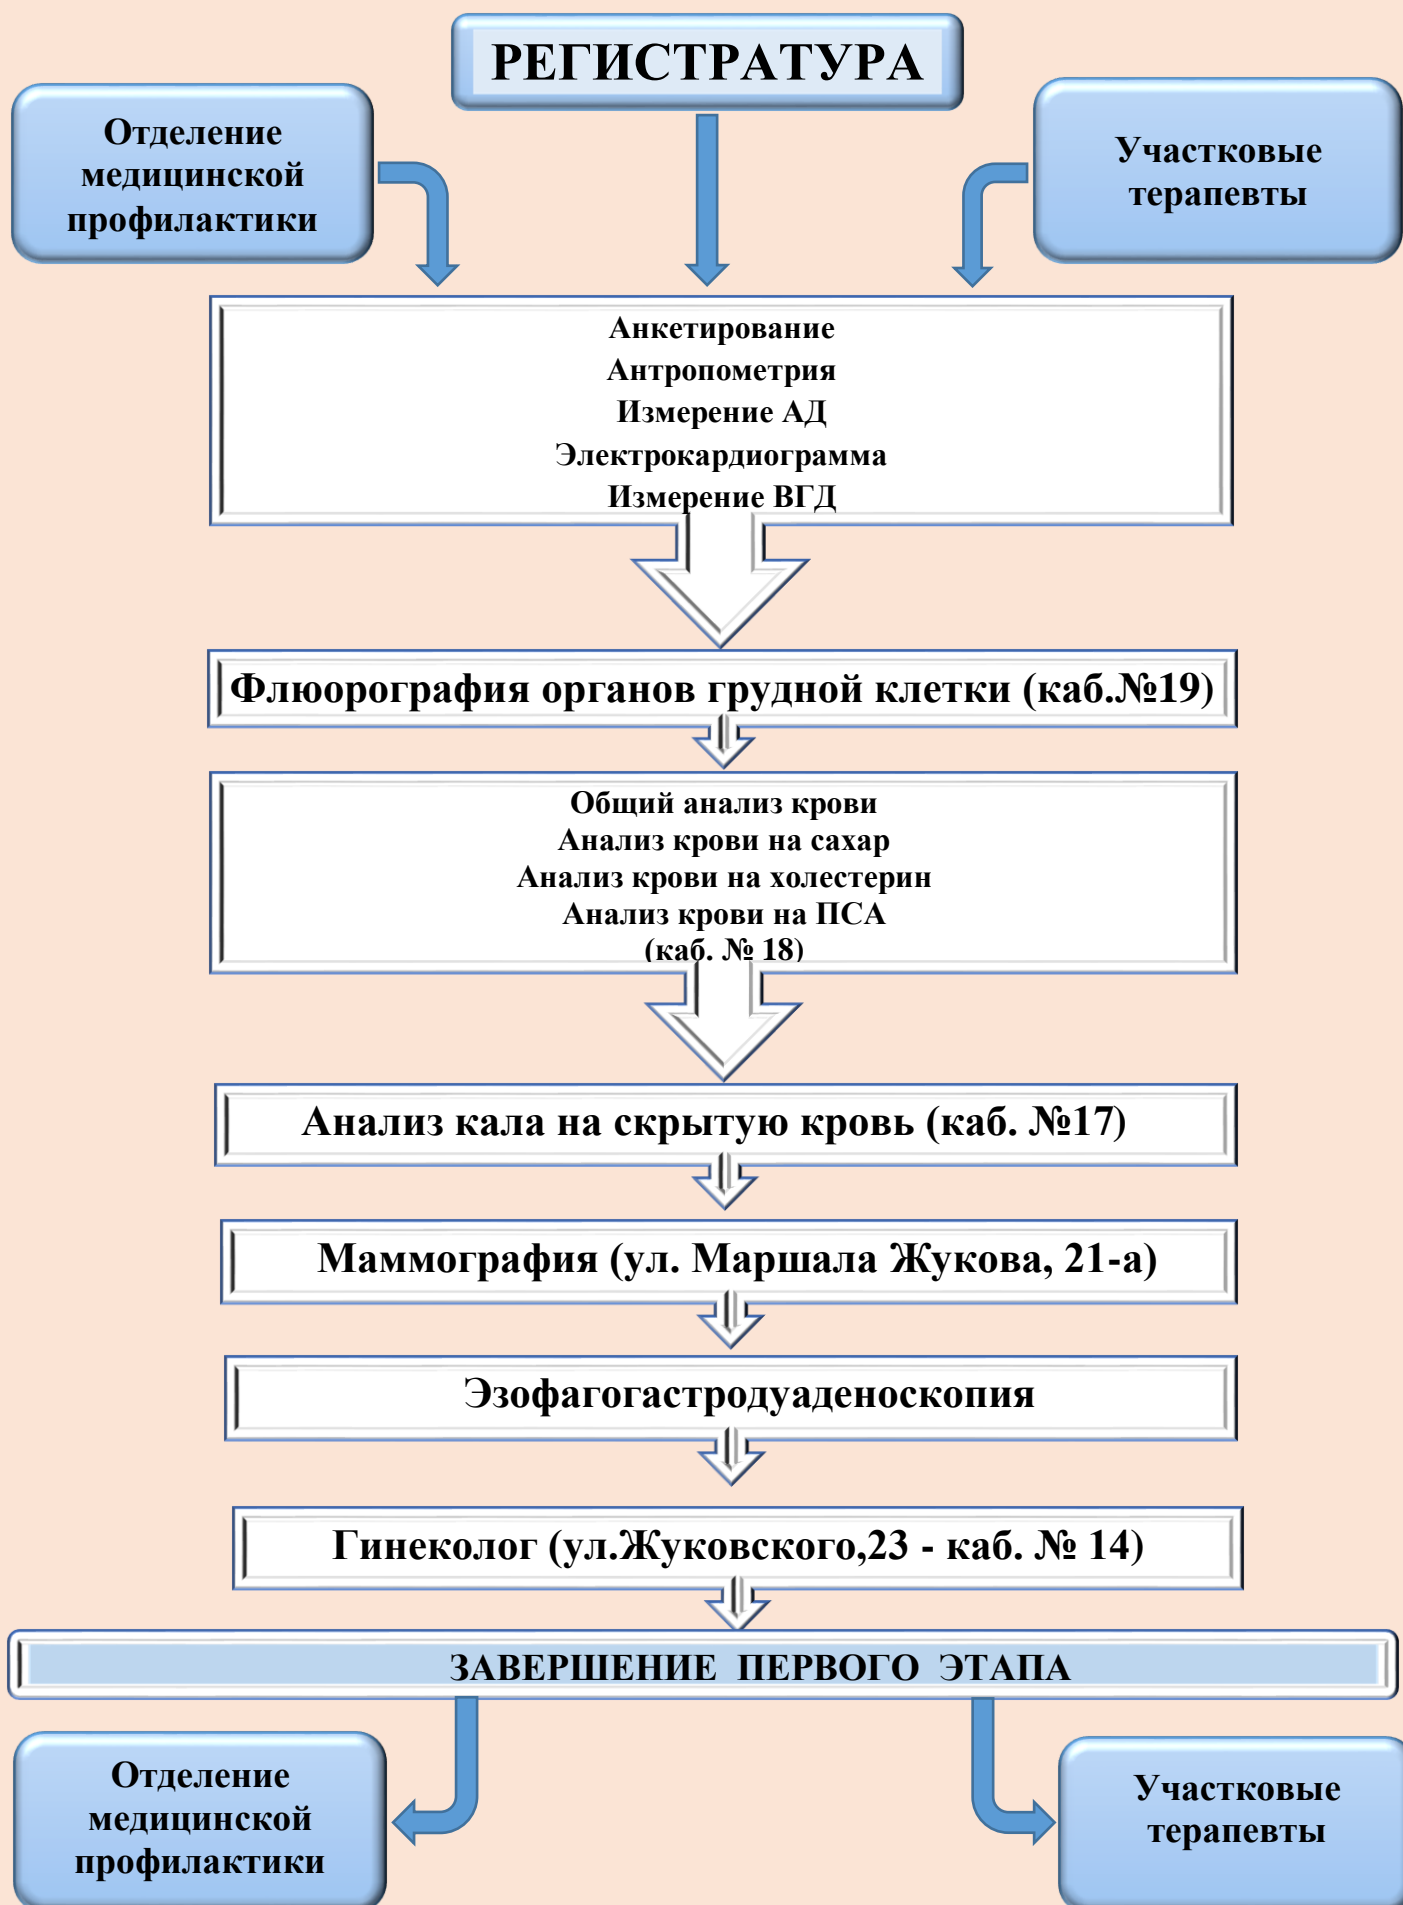 РЕГИСТРАТУРА
Отделение
медицинской
профилактики
Участковые
терапевты
Анкетирование
Антропометрия
Измерение АД
Электрокардиограмма
Измерение ВГД
Флюорография органов грудной клетки (каб.№19)
Общий анализ крови
Анализ крови на сахар
Анализ крови на холестерин
Анализ крови на ПСА
(каб. № 18)
Анализ кала на скрытую кровь (каб. №17)
Маммография (ул. Маршала Жукова, 21-а)
Эзофагогастродуаденоскопия
Гинеколог (ул.Жуковского,23 - каб. № 14)
ЗАВЕРШЕНИЕ ПЕРВОГО ЭТАПА
Отделение
медицинской
профилактики
Участковые
терапевты